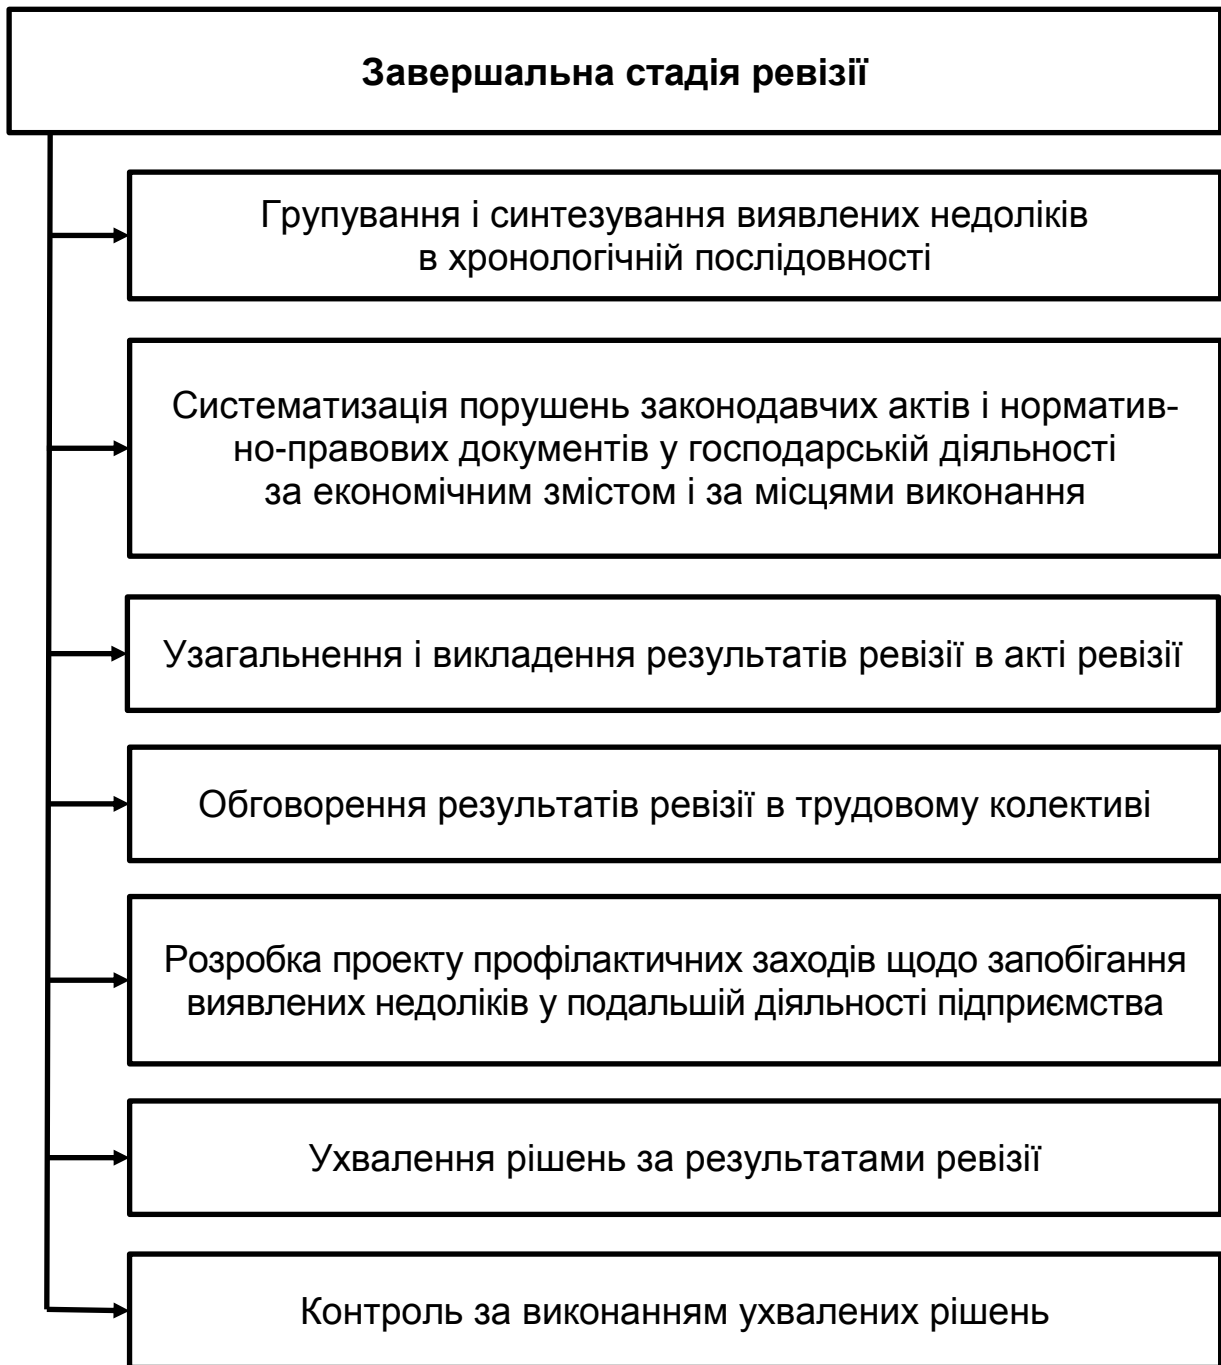 Завершальна стадія ревізії
Групування і синтезування виявлених недоліків
в хронологічній послідовності
Систематизація порушень законодавчих актів і норматив-
но-правових документів у господарській діяльності
за економічним змістом і за місцями виконання
Узагальнення і викладення результатів ревізії в акті ревізії
Обговорення результатів ревізії в трудовому колективі
Розробка проекту профілактичних заходів щодо запобігання
виявлених недоліків у подальшій діяльності підприємства
Ухвалення рішень за результатами ревізії
Контроль за виконанням ухвалених рішень